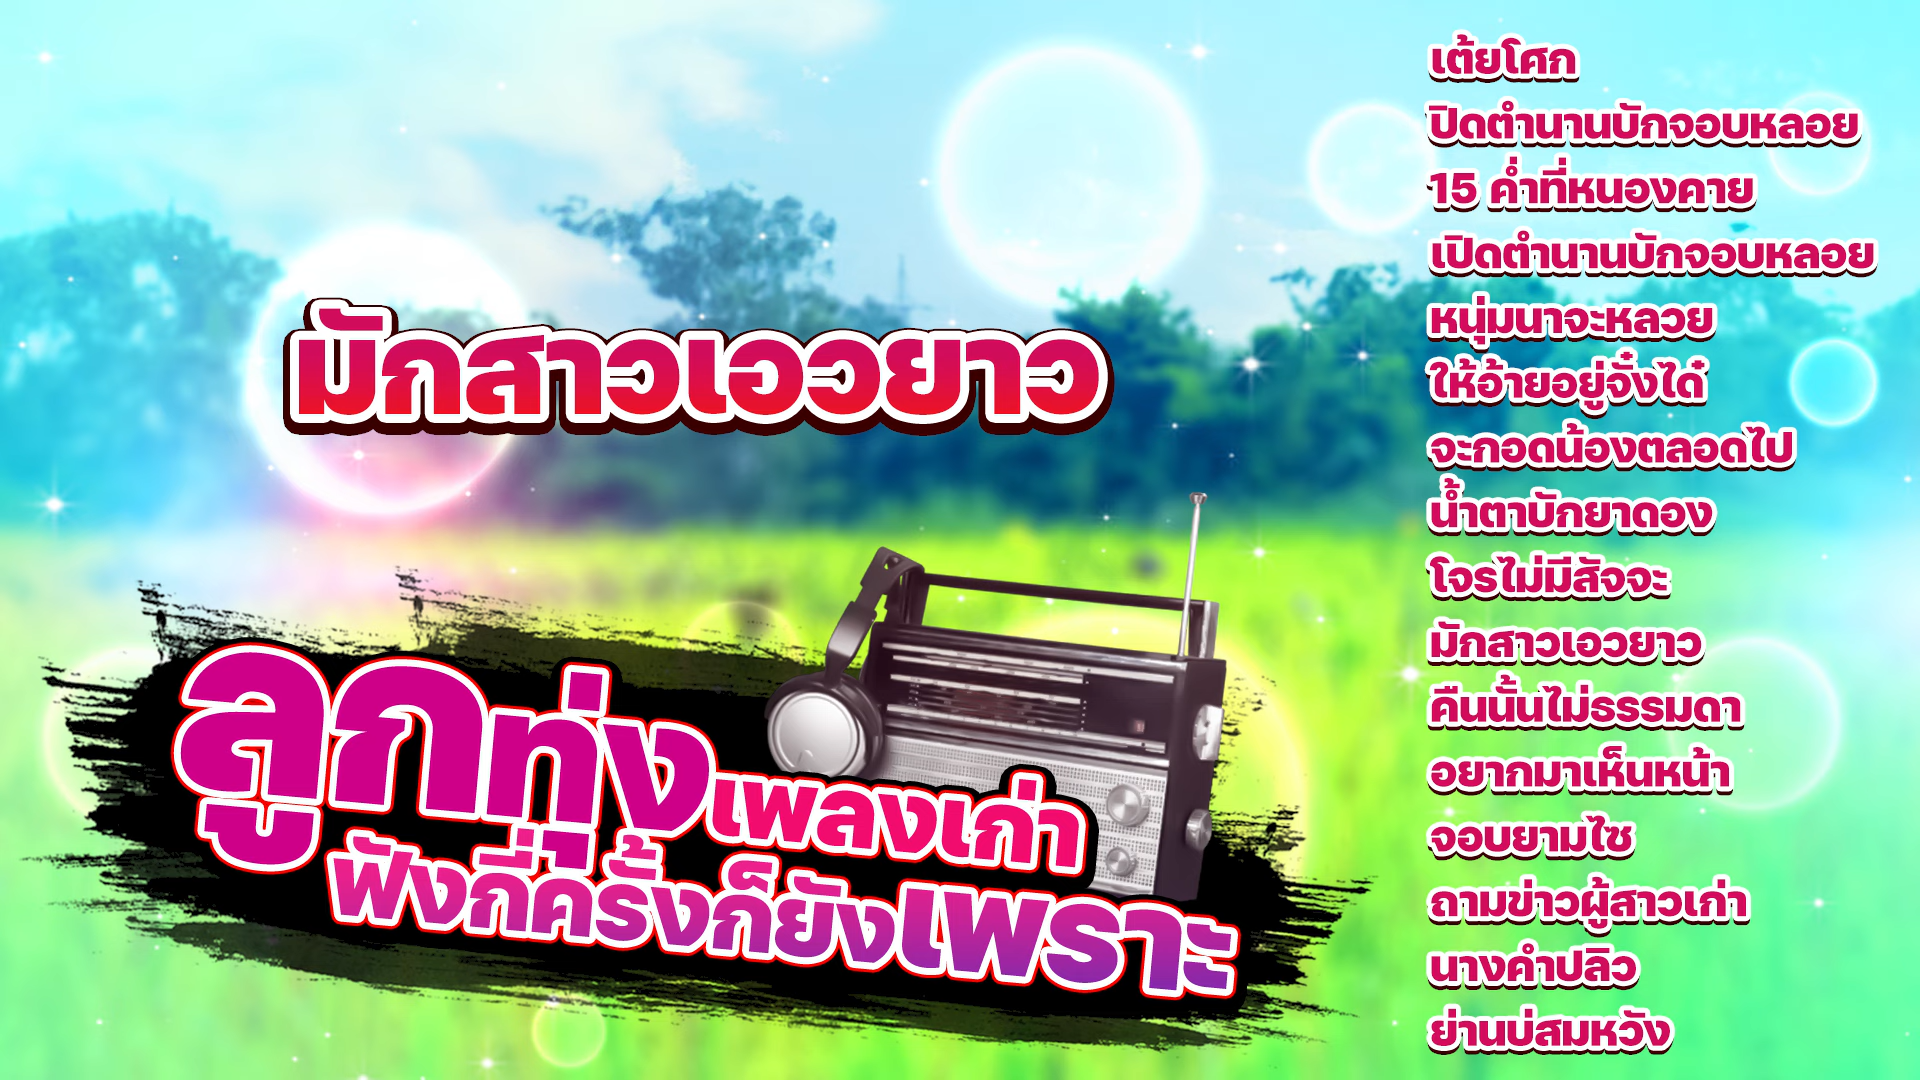 มักสาวเอวยาว
ลูกทุ่งเพลงเก่า
ฟังกี่ครั้งก็ยังเพราะ
เต้ยโศก
ปิดตำนานบักจอบหลอย
15 ค่ำที่หนองคาย
เปิดตำนานบักจอบหลอย
หนุ่มนาจะหลวย
ให้อ้ายอยู่จั๋งได๋
จะกอดน้องตลอดไป
น้ำตาบักยาดอง
โจรไม่มีสัจจะ
มักสาวเอวยาว
คืนนั้นไม่ธรรมดา
อยากมาเห็นหน้า
จอบยามไซ
ถามข่าวผู้สาวเก่า
นางคำปลิว
ย่านบ่สมหวัง